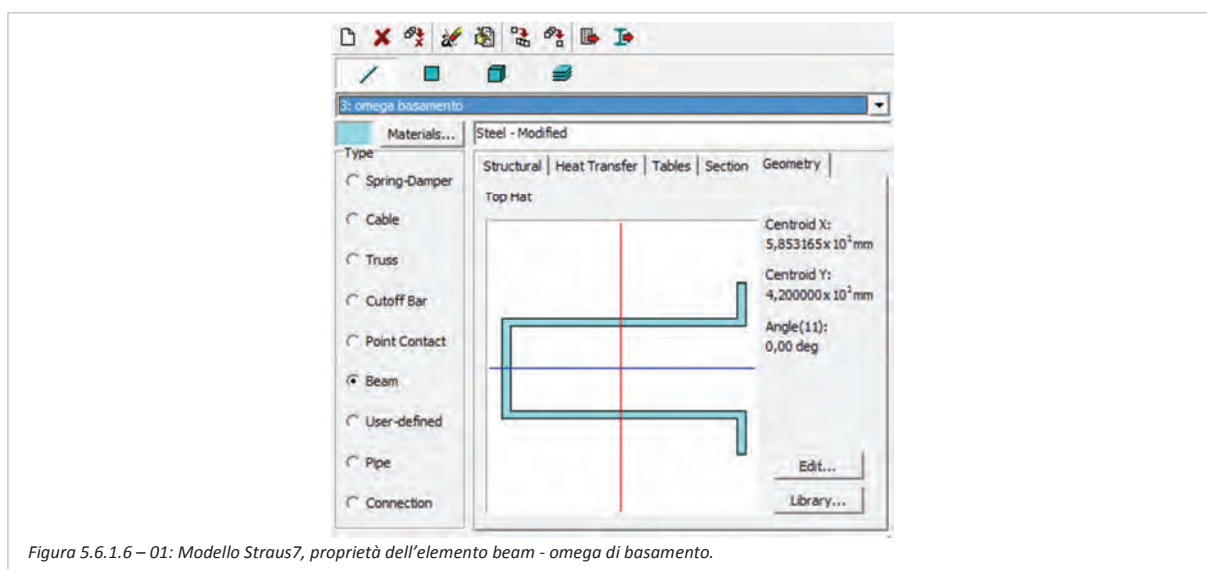 3: omega basamento
Materials...
Steel - Modified
Type
Spring-Damper
Cable
Truss
Cutoff Bar
Point Contact
Beam
User-defined
Pipe
Connection
Structural
Heat Transfer
Tables
Section
Geometry
Top Hat
Centroid X:
5,853165x10¹mm
Centroid Y:
4,200000x10¹mm
Angle(11):
0,00 deg
Edit...
Library...
Figura 5.6.1.6 – 01: Modello Straus7, proprietà dell’elemento beam - omega di basamento.